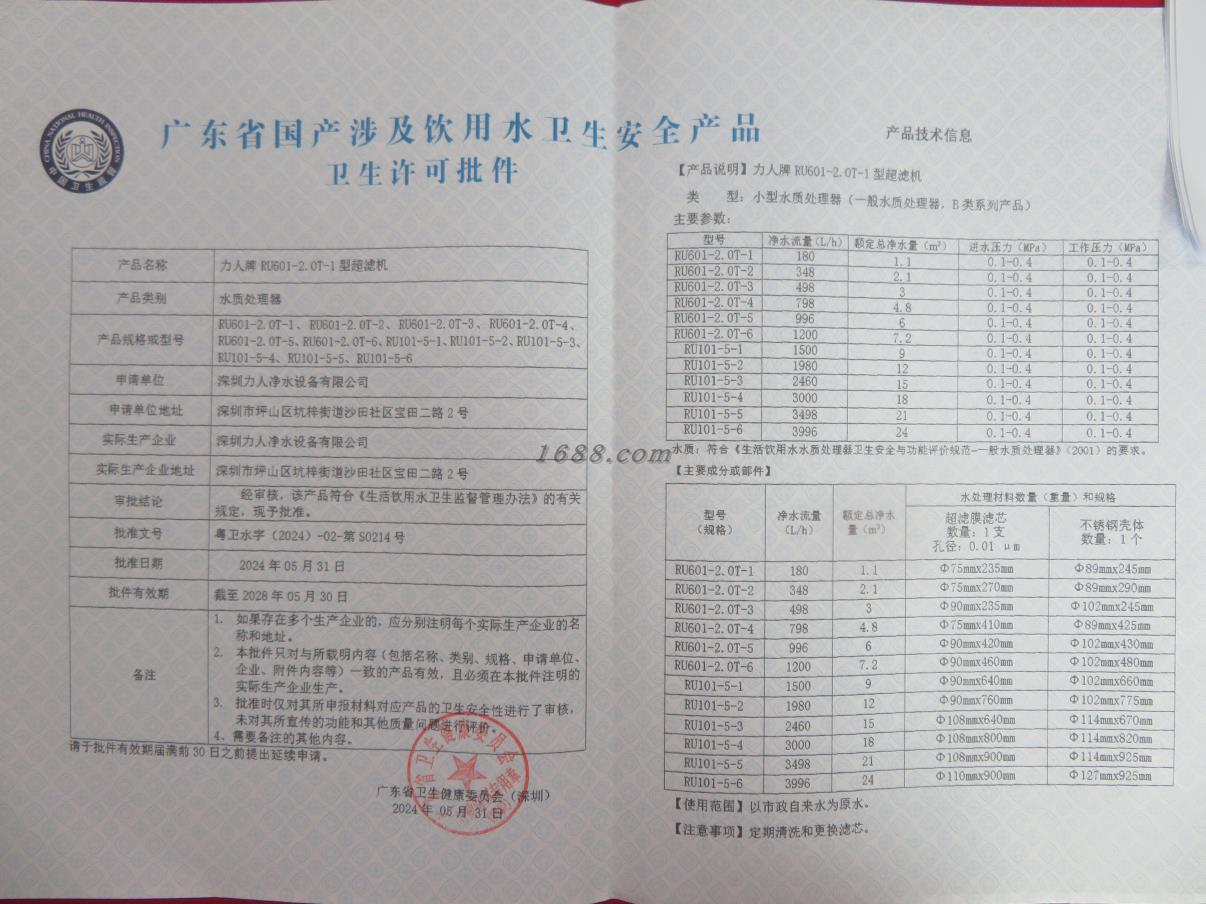 CHINA NATIONAL HEALTH INSPECTION
中国卫生监督
广东省国产涉及饮用水卫生安全产品
卫生许可批件
产品名称 力人牌 RU601-2.0T-1 型超滤机
产品类别 水质处理器
产品规格或型号 RU601-2.0T-1、RU601-2.0T-2、RU601-2.0T-3、RU601-2.0T-4、
RU601-2.0T-5、RU601-2.0T-6、RU101-5-1、RU101-5-2、RU101-5-3、
RU101-5-4、RU101-5-5、RU101-5-6
申请单位 深圳力人净水设备有限公司
申请单位地址 深圳市坪山区坑梓街道沙田社区宝田二路 2 号
实际生产企业 深圳力人净水设备有限公司
实际生产企业地址 深圳市坪山区坑梓街道沙田社区宝田二路 2 号
审批结论 经审核，该产品符合《生活饮用水卫生监督管理办法》的有关
规定，现予批准。
批准文号 粤卫水字（2024）-02-第 S0214 号
批准日期 2024 年 05 月 31 日
批件有效期 截至 2028 年 05 月 30 日
备注
1. 如果存在多个生产企业的，应分别注明每个实际生产企业的名
称和地址。
2. 本批件只对与所载明内容（包括名称、类别、规格、申请单位、
企业、附件内容等）一致的产品有效，且必须在本批件注明的
实际生产企业生产。
3. 批准时仅对其所申报材料对应产品的卫生安全性进行了审核，
未对其所宣传的功能和其他质量问题进行评价。
4、需要备注的其他内容。
请于批件有效期届满前 30 日之前提出延续申请。
广东省卫生健康委员会（深圳）
2024 年 05 月 31 日
省卫生健康委员会
专用章
1688.com
产品技术信息
【产品说明】力人牌 RU601-2.0T-1 型超滤机
类 型：小型水质处理器（一般水质处理器，B 类系列产品）
主要参数：
型号 净水流量(L/h) 额定总净水量（m³） 进水压力（MPa） 工作压力（MPa）
RU601-2.0T-1 180 1.1 0.1-0.4 0.1-0.4
RU601-2.0T-2 348 2.1 0.1-0.4 0.1-0.4
RU601-2.0T-3 498 3 0.1-0.4 0.1-0.4
RU601-2.0T-4 798 4.8 0.1-0.4 0.1-0.4
RU601-2.0T-5 996 6 0.1-0.4 0.1-0.4
RU601-2.0T-6 1200 7.2 0.1-0.4 0.1-0.4
RU101-5-1 1500 9 0.1-0.4 0.1-0.4
RU101-5-2 1980 12 0.1-0.4 0.1-0.4
RU101-5-3 2460 15 0.1-0.4 0.1-0.4
RU101-5-4 3000 18 0.1-0.4 0.1-0.4
RU101-5-5 3498 21 0.1-0.4 0.1-0.4
RU101-5-6 3996 24 0.1-0.4 0.1-0.4
水质：符合《生活饮用水水质处理器卫生安全与功能评价规范-一般水质处理器》（2001）的要求。
【主要成分或部件】
水处理材料数量（重量）和规格
型号 净水流量 额定总净水 超滤膜滤芯 不锈钢壳体
（规格） （L/h） 量（m³） 数量：1 支 数量：1 个
孔径：0.01 μm
RU601-2.0T-1 180 1.1 Φ75mmx235mm Φ89mmx245mm
RU601-2.0T-2 348 2.1 Φ75mmx270mm Φ89mmx290mm
RU601-2.0T-3 498 3 Φ90mmx235mm Φ102mmx245mm
RU601-2.0T-4 798 4.8 Φ75mmx410mm Φ89mmx425mm
RU601-2.0T-5 996 6 Φ90mmx420mm Φ102mmx430mm
RU601-2.0T-6 1200 7.2 Φ90mmx460mm Φ102mmx480mm
RU101-5-1 1500 9 Φ90mmx640mm Φ102mmx660mm
RU101-5-2 1980 12 Φ90mmx760mm Φ102mmx775mm
RU101-5-3 2460 15 Φ108mmx640mm Φ114mmx670mm
RU101-5-4 3000 18 Φ108mmx800mm Φ114mmx820mm
RU101-5-5 3498 21 Φ108mmx900mm Φ114mmx925mm
RU101-5-6 3996 24 Φ110mmx900mm Φ127mmx925mm
【使用范围】以市政自来水为原水。
【注意事项】定期清洗和更换滤芯。